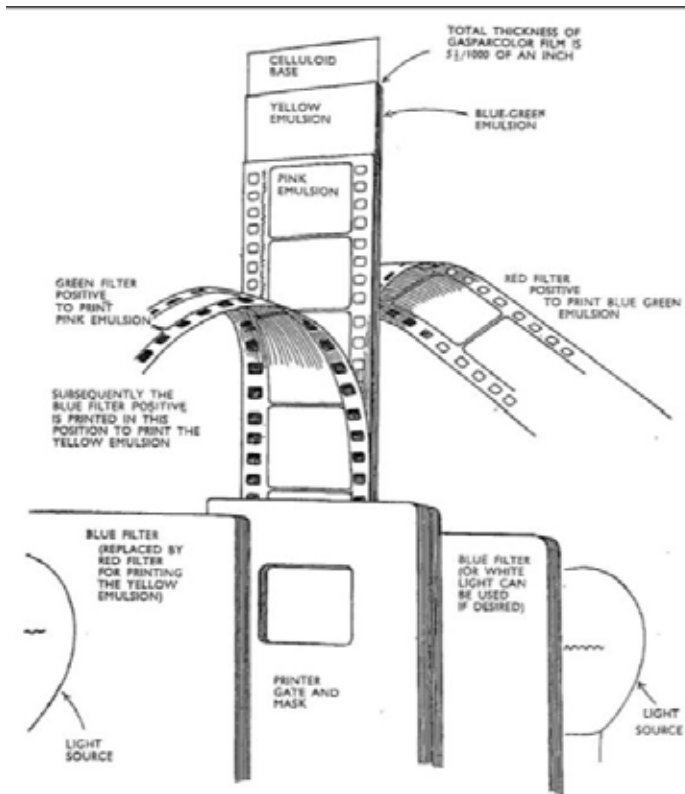 TOTAL THICKNESS OF
GASPARCOLOR FILM IS
5½/1000 OF AN INCH
CELLULOID
BASE
YELLOW
EMULSION
BLUE-GREEN
EMULSION
PINK
EMULSION
GREEN FILTER
POSITIVE
TO PRINT
PINK EMULSION
RED FILTER
POSITIVE
TO PRINT BLUE GREEN
EMULSION
SUBSEQUENTLY THE
BLUE FILTER POSITIVE
IS PRINTED IN THIS
POSITION TO PRINT THE
YELLOW EMULSION
BLUE FILTER
(REPLACED BY
RED FILTER
FOR PRINTING
THE YELLOW
EMULSION)
BLUE FILTER
(OR WHITE
LIGHT CAN
BE USED
IF DESIRED)
PRINTER
GATE AND
MASK
LIGHT
SOURCE
LIGHT
SOURCE